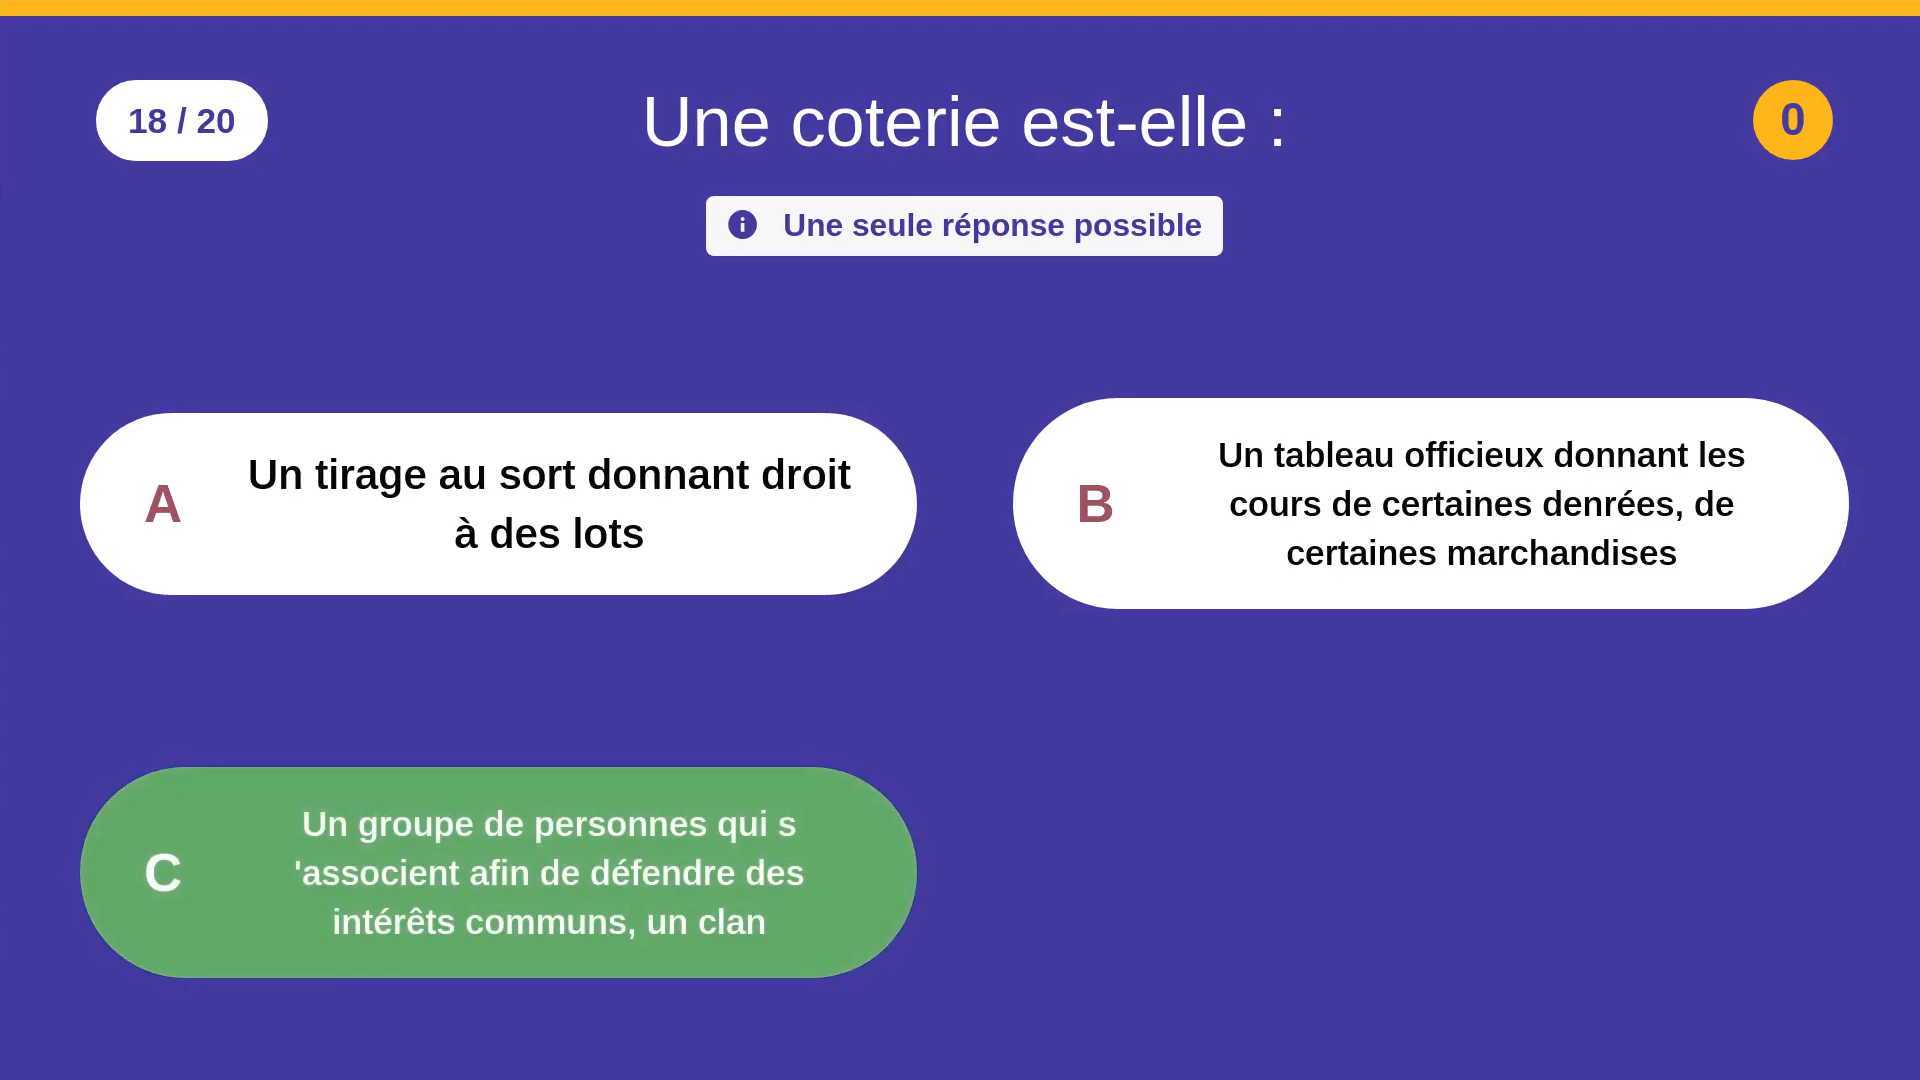 18 / 20
Une coterie est-elle :
0
Une seule réponse possible
A
Un tirage au sort donnant droit
à des lots
B
Un tableau officieux donnant les
cours de certaines denrées, de
certaines marchandises
C
Un groupe de personnes qui s
'associent afin de défendre des
intérêts communs, un clan